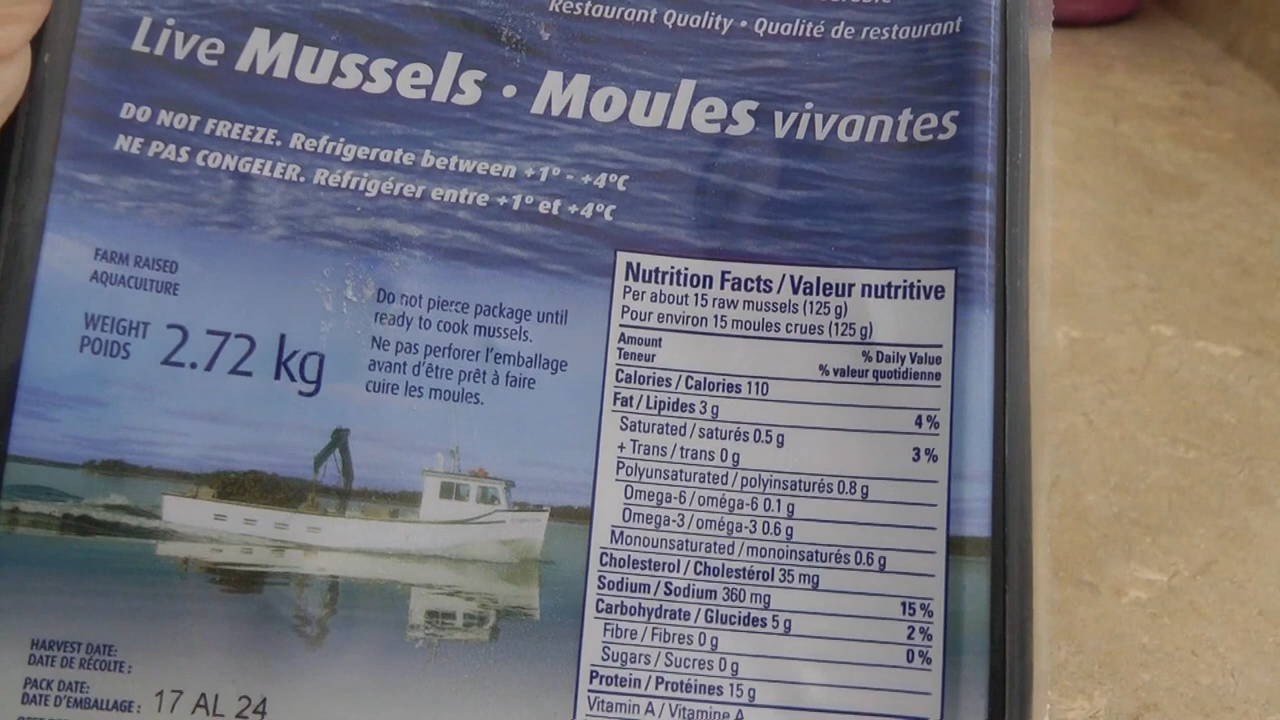 Restaurant Quality • Qualité de restaurant
Live Mussels • Moules vivantes
DO NOT FREEZE. Refrigerate between +1° - +4°C
NE PAS CONGELER. Réfrigérer entre +1° et +4°C
FARM RAISED
AQUACULTURE
WEIGHT
POIDS
2.72 kg
Do not pierce package until
ready to cook mussels.
Ne pas perforer l'emballage
avant d'être prêt à faire
cuire les moules.
Nutrition Facts / Valeur nutritive
Per about 15 raw mussels (125 g)
Pour environ 15 moules crues (125 g)
Amount
Teneur
% Daily Value
% valeur quotidienne
Calories / Calories 110
Fat / Lipides 3 g 4 %
Saturated / saturés 0.5 g
+ Trans / trans 0 g 3 %
Polyunsaturated / polyinsaturés 0.8 g
Omega-6 / oméga-6 0.1 g
Omega-3 / oméga-3 0.6 g
Monounsaturated / monoinsaturés 0.6 g
Cholesterol / Cholestérol 35 mg
Sodium / Sodium 360 mg 15 %
Carbohydrate / Glucides 5 g 2 %
Fibre / Fibres 0 g 0 %
Sugars / Sucres 0 g
Protein / Protéines 15 g
Vitamin A / Vitamine A
HARVEST DATE:
DATE DE RÉCOLTE :
PACK DATE:
DATE D'EMBALLAGE : 17 AL 24